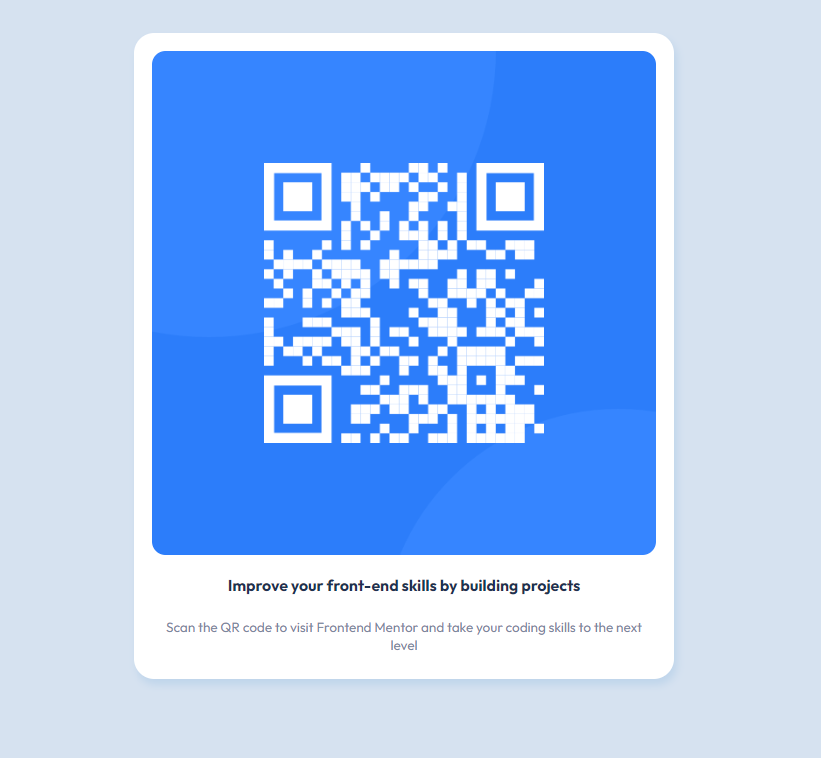 Improve your front-end skills by building projects
Scan the QR code to visit Frontend Mentor and take your coding skills to the next
level